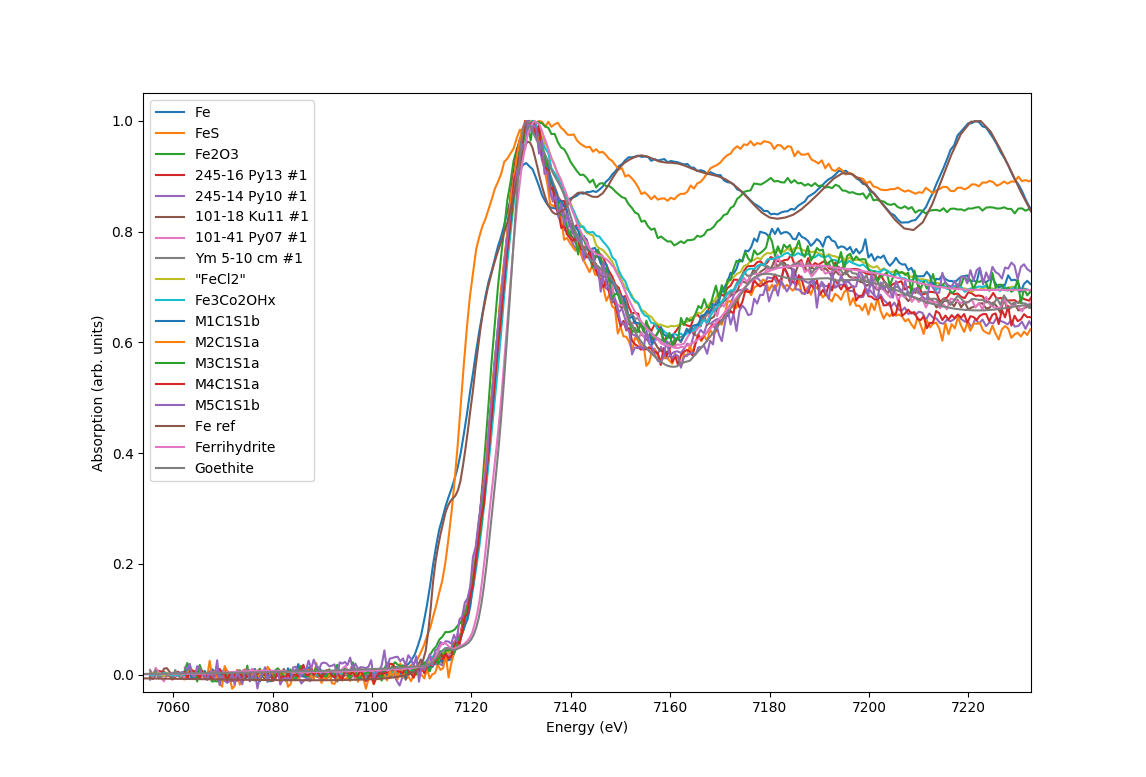 1.0
0.8
0.6
0.4
0.2
0.0
Absorption (arb. units)
Fe
FeS
Fe2O3
245-16 Py13 #1
245-14 Py10 #1
101-18 Ku11 #1
101-41 Py07 #1
Ym 5-10 cm #1
"FeCl2"
Fe3Co2OHx
M1C1S1b
M2C1S1a
M3C1S1a
M4C1S1a
M5C1S1b
Fe ref
Ferrihydrite
Goethite
7060 7080 7100 7120 7140 7160 7180 7200 7220
Energy (eV)